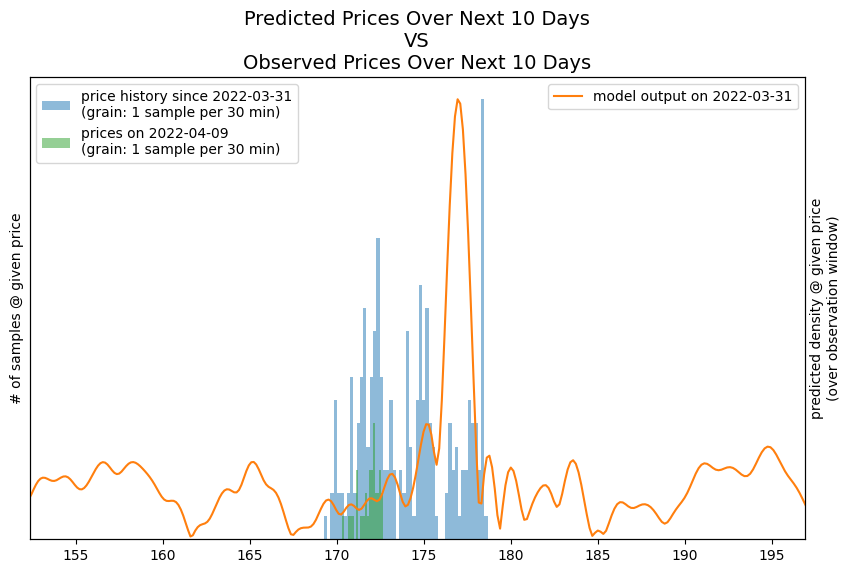 Predicted Prices Over Next 10 Days
VS
Observed Prices Over Next 10 Days
price history since 2022-03-31
(grain: 1 sample per 30 min)
prices on 2022-04-09
(grain: 1 sample per 30 min)
model output on 2022-03-31
# of samples @ given price
predicted density @ given price
(over observation window)
155 160 165 170 175 180 185 190 195